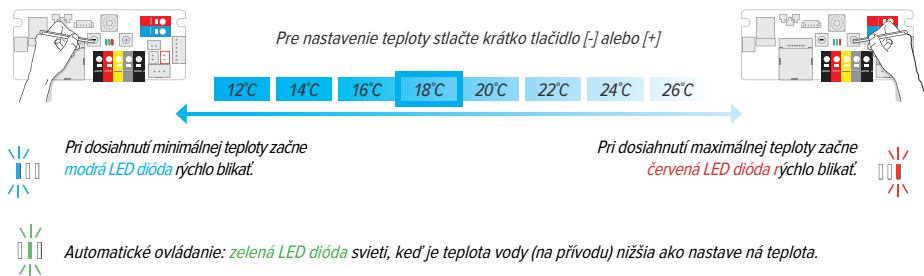 Pre nastavenie teploty stlačte krátko tlačidlo [-] alebo [+]
12˚C 14˚C 16˚C 18˚C 20˚C 22˚C 24˚C 26˚C
Pri dosiahnutí minimálnej teploty začne
modrá LED dióda rýchlo blikať.
Pri dosiahnutí maximálnej teploty začne
červená LED dióda rýchlo blikať.
Automatické ovládanie: zelená LED dióda svieti, keď je teplota vody (na přívodu) nižšia ako nastave ná teplota.